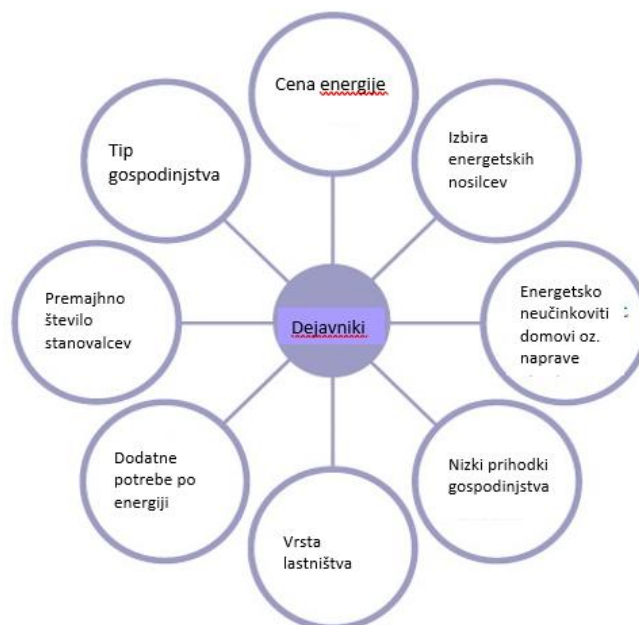 Cena energije
Izbira
energetskih
nosilcev
Energetsko
neučinkoviti
domovi oz.
naprave
Nizki prihodki
gospodinjstva
Vrsta
lastništva
Dodatne
potrebe po
energiji
Premajhno
število
stanovalcev
Tip
gospodinjstva
Dejavniki